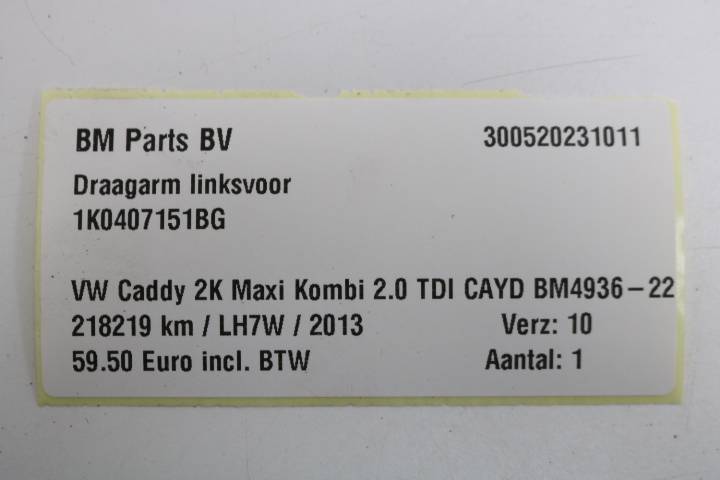 BM Parts BV 300520231011
Draagarm linksvoor
1K0407151BG
VW Caddy 2K Maxi Kombi 2.0 TDI CAYD BM4936-22
218219 km / LH7W / 2013 Verz: 10
59.50 Euro incl. BTW Aantal: 1